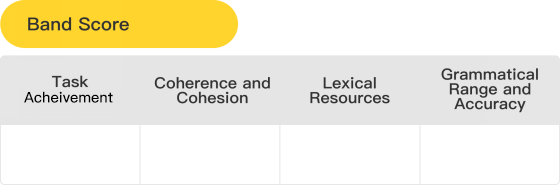 Band Score
Task
Acheivement
Coherence and
Cohesion
Lexical
Resources
Grammatical
Range and
Accuracy